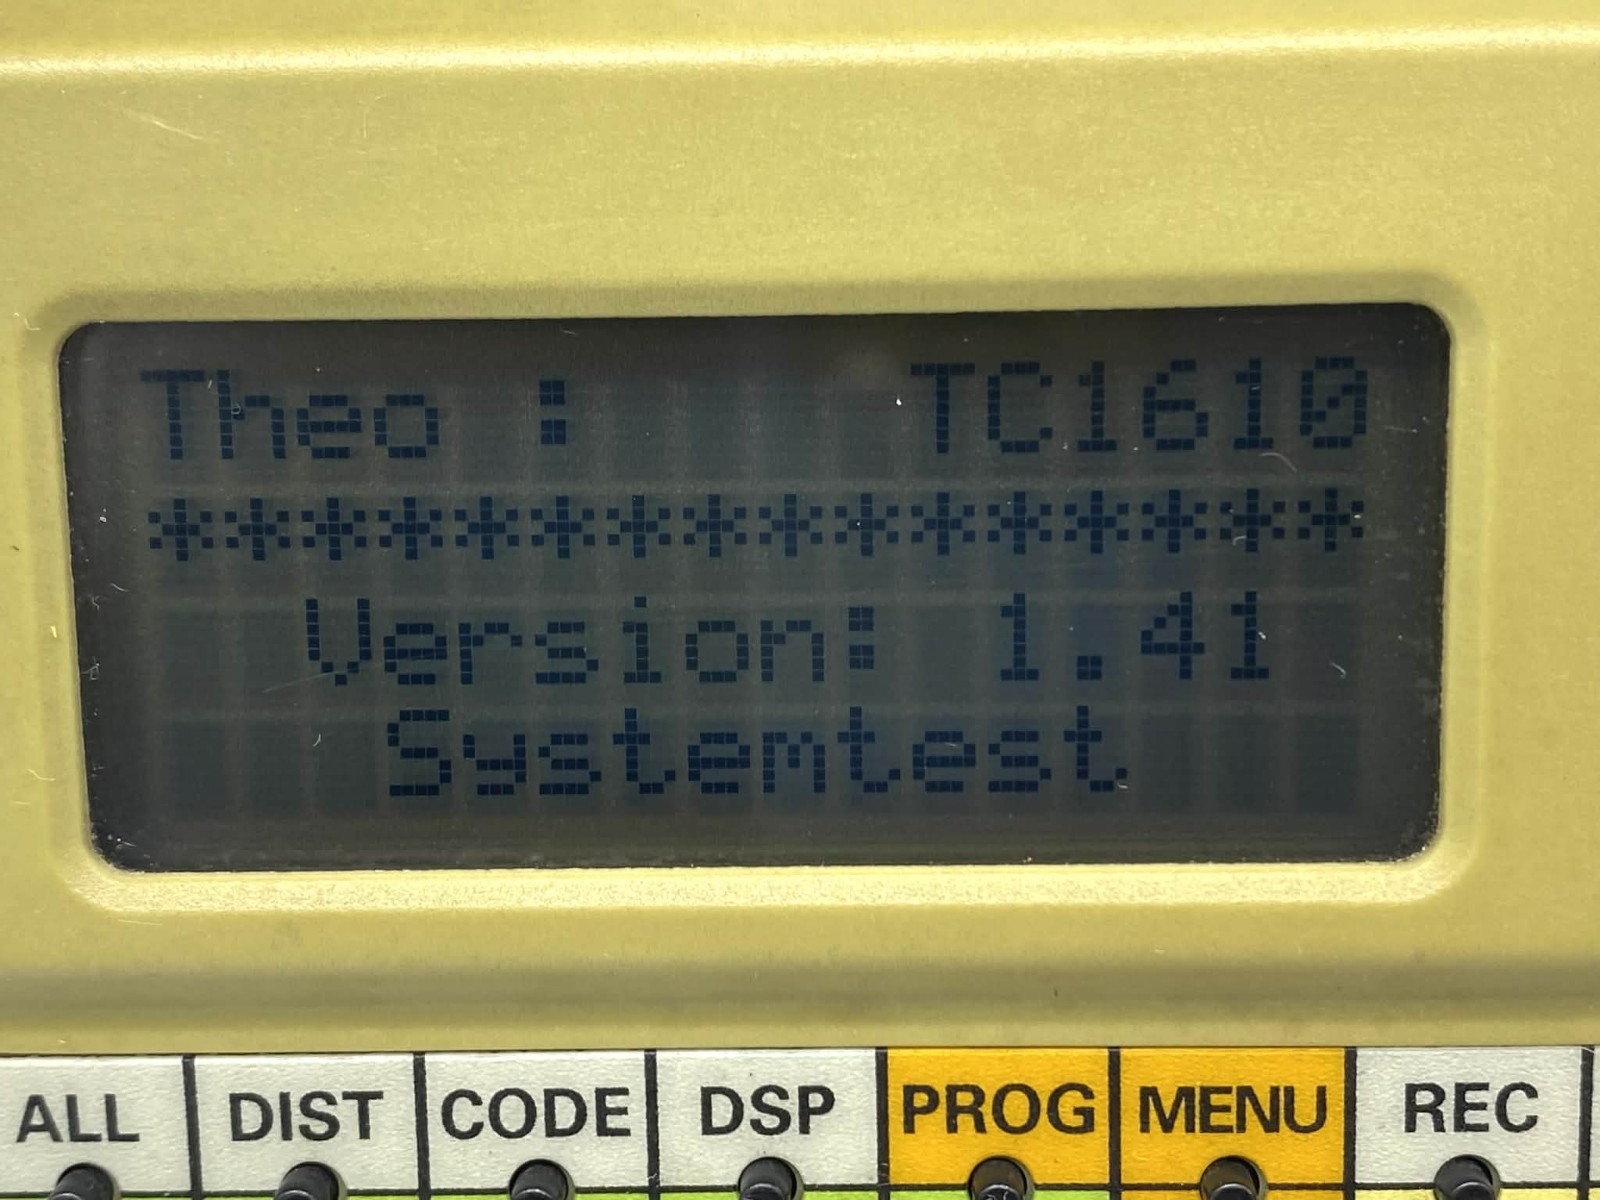 Theo : TC1610
****************
Version: 1.41
Systemtest
ALL DIST CODE DSP PROG MENU REC